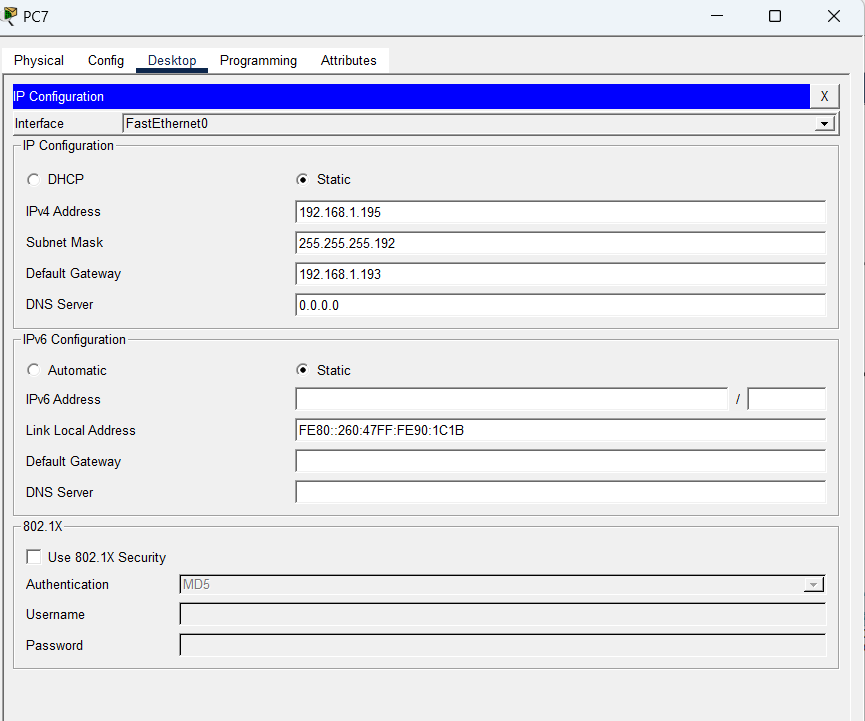 PC7
Physical Config Desktop Programming Attributes
IP Configuration X
Interface FastEthernet0
IP Configuration
DHCP Static
IPv4 Address 192.168.1.195
Subnet Mask 255.255.255.192
Default Gateway 192.168.1.193
DNS Server 0.0.0.0
IPv6 Configuration
Automatic Static
IPv6 Address /
Link Local Address FE80::260:47FF:FE90:1C1B
Default Gateway
DNS Server
802.1X
Use 802.1X Security
Authentication MD5
Username
Password